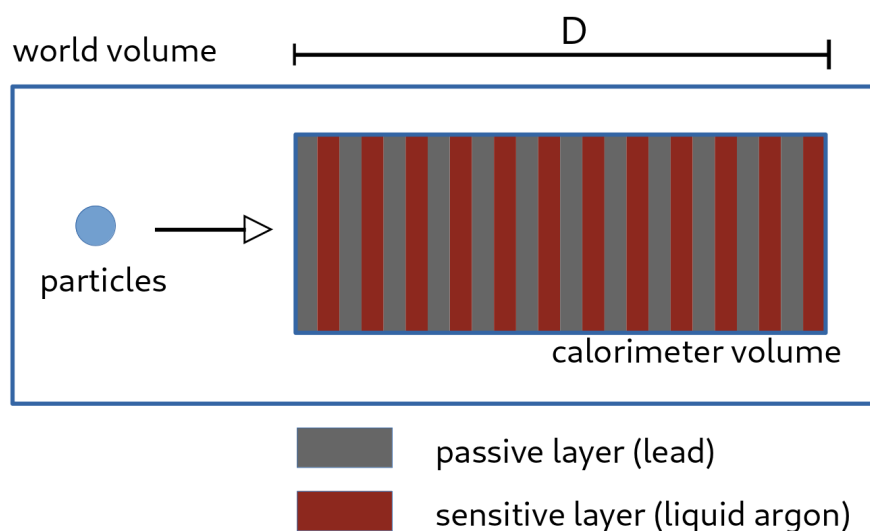 D
world volume
particles
calorimeter volume
passive layer (lead)
sensitive layer (liquid argon)